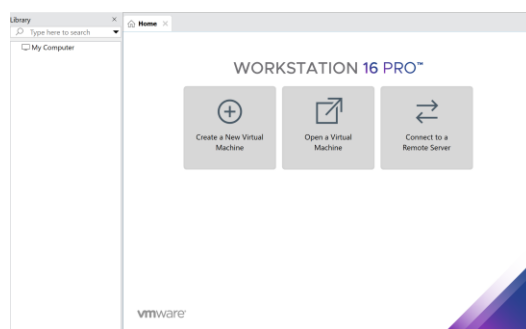 Library
Type here to search
My Computer
Home
WORKSTATION 16 PRO™
Create a New Virtual
Machine
Open a Virtual
Machine
Connect to a
Remote Server
vmware®